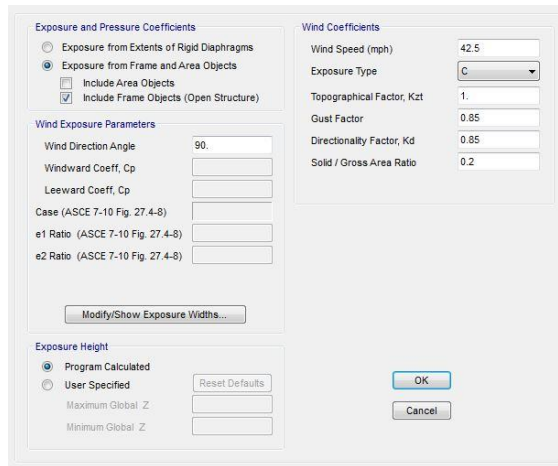 Exposure and Pressure Coefficients
Exposure from Extents of Rigid Diaphragms
Exposure from Frame and Area Objects
Include Area Objects
Include Frame Objects (Open Structure)
Wind Exposure Parameters
Wind Direction Angle 90.
Windward Coeff, Cp
Leeward Coeff, Cp
Case (ASCE 7-10 Fig. 27.4-8)
e1 Ratio (ASCE 7-10 Fig. 27.4-8)
e2 Ratio (ASCE 7-10 Fig. 27.4-8)
Modify/Show Exposure Widths...
Exposure Height
Program Calculated
User Specified Reset Defaults
Maximum Global Z
Minimum Global Z
Wind Coefficients
Wind Speed (mph) 42.5
Exposure Type C
Topographical Factor, Kzt 1.
Gust Factor 0.85
Directionality Factor, Kd 0.85
Solid / Gross Area Ratio 0.2
OK
Cancel